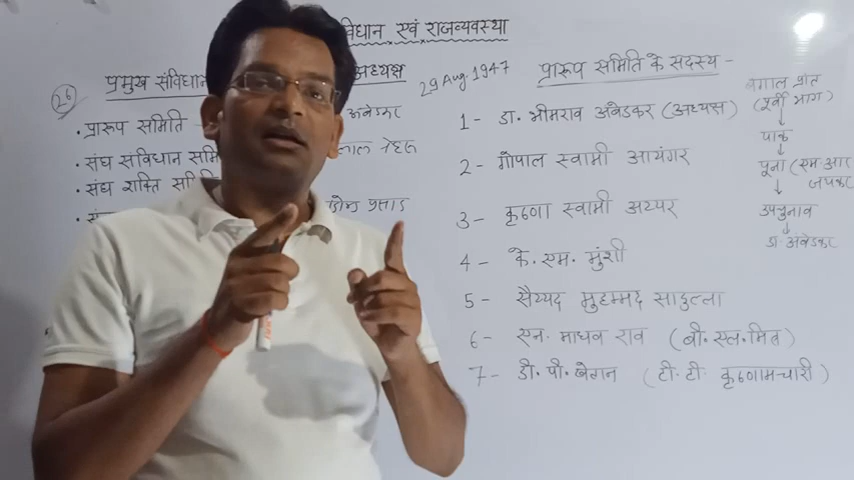 विधान एवं राजव्यवस्था
प्रमुख संविधान अध्यक्ष
26
• प्रारूप समिति - अंबेडकर
• संघ संविधान समि लाल नेहरू
• संघ शक्ति समि
जेन्द्र प्रसाद
29 Aug. 1947
प्रारूप समिति के सदस्य -
1 - डा. भीमराव अंबेडकर (अध्यक्ष)
2 - गोपाल स्वामी आयंगर
3 - कृष्णा स्वामी अय्यर
4 - के. एम. मुंशी
5 - सैय्यद मुहम्मद सादुल्ला
6 - एन. माधव राव (बी. एल. मित्र)
7 - डी. पी. खेतान (टी. टी. कृष्णामचारी)
बंगाल प्रांत
(पूर्वी भाग)
↓
पाक
↓
पूना (एम. आर
जयकर
↓
उपचुनाव
↓
डा. अंबेडकर